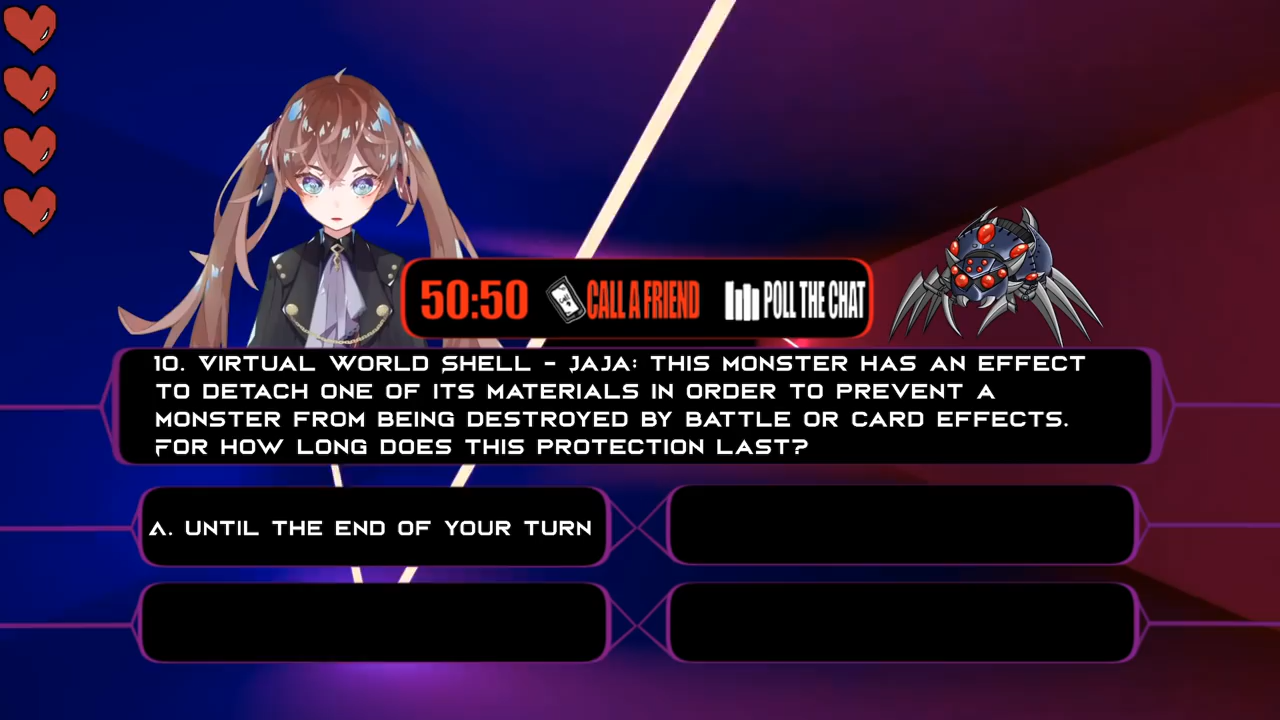 50:50 CALL A FRIEND POLL THE CHAT
10. VIRTUAL WORLD SHELL - JAJA: THIS MONSTER HAS AN EFFECT
TO DETACH ONE OF ITS MATERIALS IN ORDER TO PREVENT A
MONSTER FROM BEING DESTROYED BY BATTLE OR CARD EFFECTS.
FOR HOW LONG DOES THIS PROTECTION LAST?
A. UNTIL THE END OF YOUR TURN